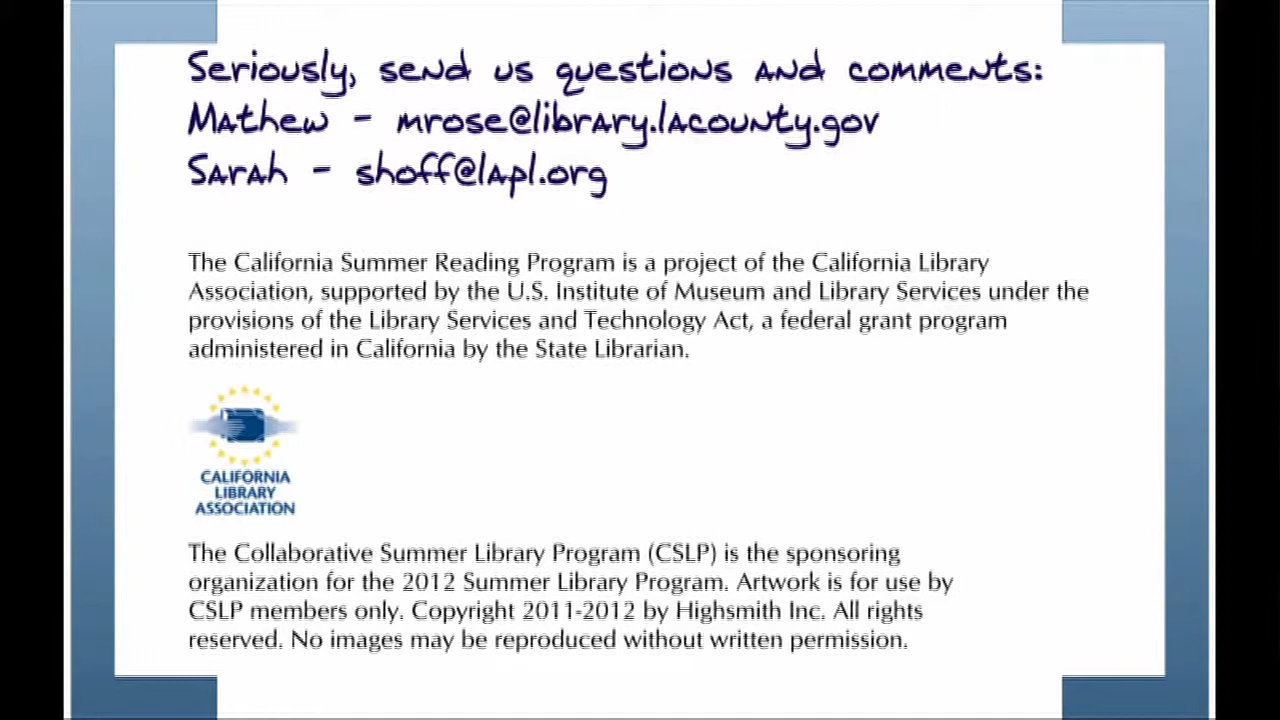 Seriously, send us questions and comments:
Mathew - mrose@library.lacounty.gov
Sarah - shoff@lapl.org
The California Summer Reading Program is a project of the California Library
Association, supported by the U.S. Institute of Museum and Library Services under the
provisions of the Library Services and Technology Act, a federal grant program
administered in California by the State Librarian.
CALIFORNIA
LIBRARY
ASSOCIATION
The Collaborative Summer Library Program (CSLP) is the sponsoring
organization for the 2012 Summer Library Program. Artwork is for use by
CSLP members only. Copyright 2011-2012 by Highsmith Inc. All rights
reserved. No images may be reproduced without written permission.